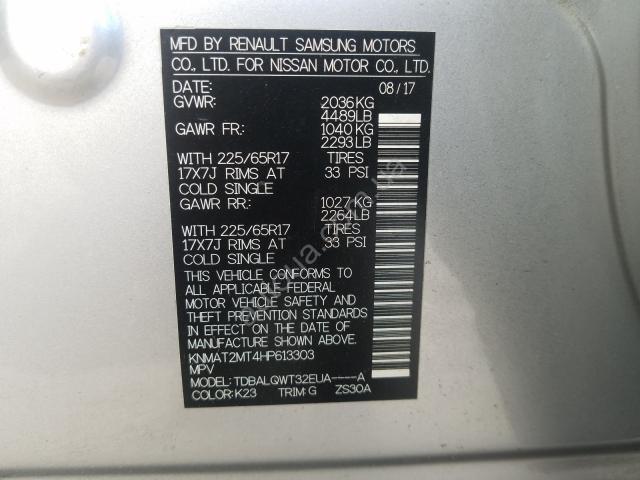 MFD BY RENAULT SAMSUNG MOTORS
CO., LTD. FOR NISSAN MOTOR CO., LTD.
DATE: 08/17
GVWR: 2036KG
4489LB
GAWR FR: 1040KG
2293LB
WITH 225/65R17 TIRES
17X7J RIMS AT 33 PSI
COLD SINGLE
GAWR RR: 1027KG
2264LB
WITH 225/65R17 TIRES
17X7J RIMS AT 33 PSI
COLD SINGLE
THIS VEHICLE CONFORMS TO
ALL APPLICABLE FEDERAL
MOTOR VEHICLE SAFETY AND
THEFT PREVENTION STANDARDS
IN EFFECT ON THE DATE OF
MANUFACTURE SHOWN ABOVE.
KNMAT2MT4HP613303
MPV
MODEL: TDBALQWT32EUA----A
COLOR:K23 TRIM:G ZS30A